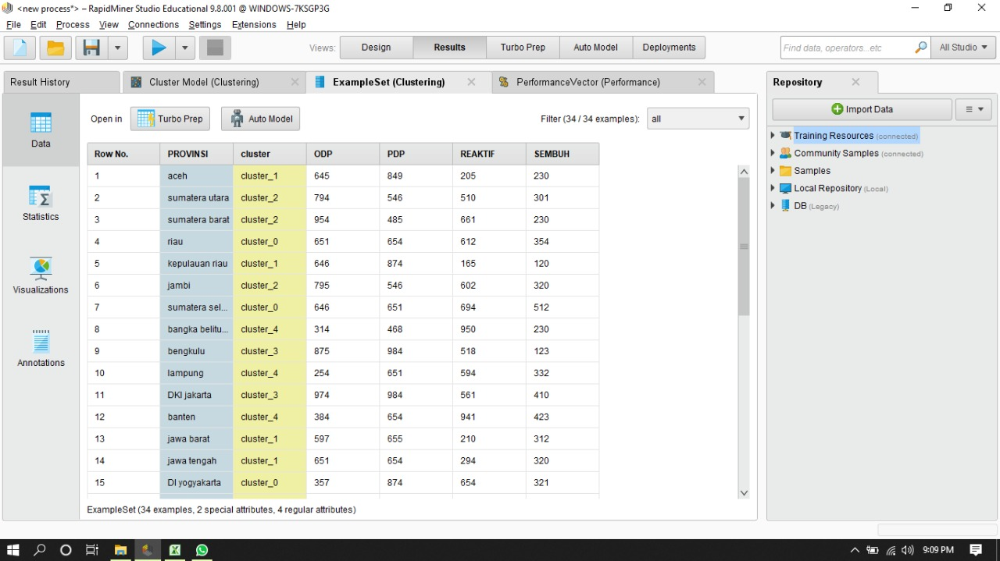 <new process*> – RapidMiner Studio Educational 9.8.001 @ WINDOWS-7KSGP3G
File Edit Process View Connections Settings Extensions Help
Views: Design Results Turbo Prep Auto Model Deployments Find data, operators...etc All Studio
Result History Cluster Model (Clustering) ExampleSet (Clustering) PerformanceVector (Performance) Repository
Open in Turbo Prep Auto Model Filter (34 / 34 examples): all
Import Data
Data
Statistics
Visualizations
Annotations
Row No. PROVINSI cluster ODP PDP REAKTIF SEMBUH
1 aceh cluster_1 645 849 205 230
2 sumatera utara cluster_2 794 546 510 301
3 sumatera barat cluster_2 954 485 661 230
4 riau cluster_0 651 654 612 354
5 kepulauan riau cluster_1 646 874 165 120
6 jambi cluster_2 795 546 602 320
7 sumatera sel... cluster_0 646 651 694 512
8 bangka belitu... cluster_4 314 468 950 230
9 bengkulu cluster_3 875 984 518 123
10 lampung cluster_4 254 651 594 332
11 DKI jakarta cluster_3 974 984 561 410
12 banten cluster_4 384 654 941 423
13 jawa barat cluster_1 597 655 210 312
14 jawa tengah cluster_1 651 654 294 320
15 DI yogyakarta cluster_0 357 874 654 321
ExampleSet (34 examples, 2 special attributes, 4 regular attributes)
Training Resources (connected)
Community Samples (connected)
Samples
Local Repository (Local)
DB (Legacy)
9:09 PM